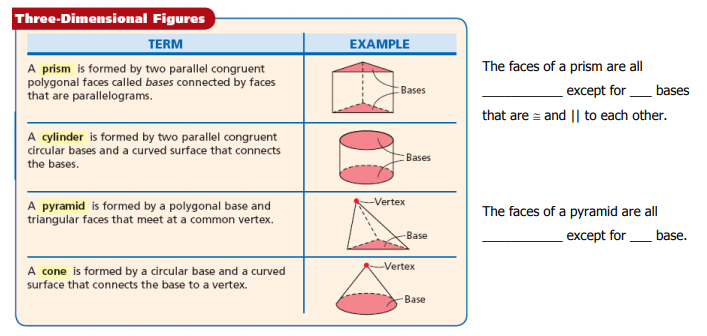 Three-Dimensional Figures
TERM
EXAMPLE
A prism is formed by two parallel congruent
polygonal faces called bases connected by faces
that are parallelograms.
Bases
A cylinder is formed by two parallel congruent
circular bases and a curved surface that connects
the bases.
Bases
A pyramid is formed by a polygonal base and
triangular faces that meet at a common vertex.
Vertex
Base
A cone is formed by a circular base and a curved
surface that connects the base to a vertex.
Vertex
Base
The faces of a prism are all
___________ except for ___ bases
that are ≅ and || to each other.
The faces of a pyramid are all
___________ except for ___ base.